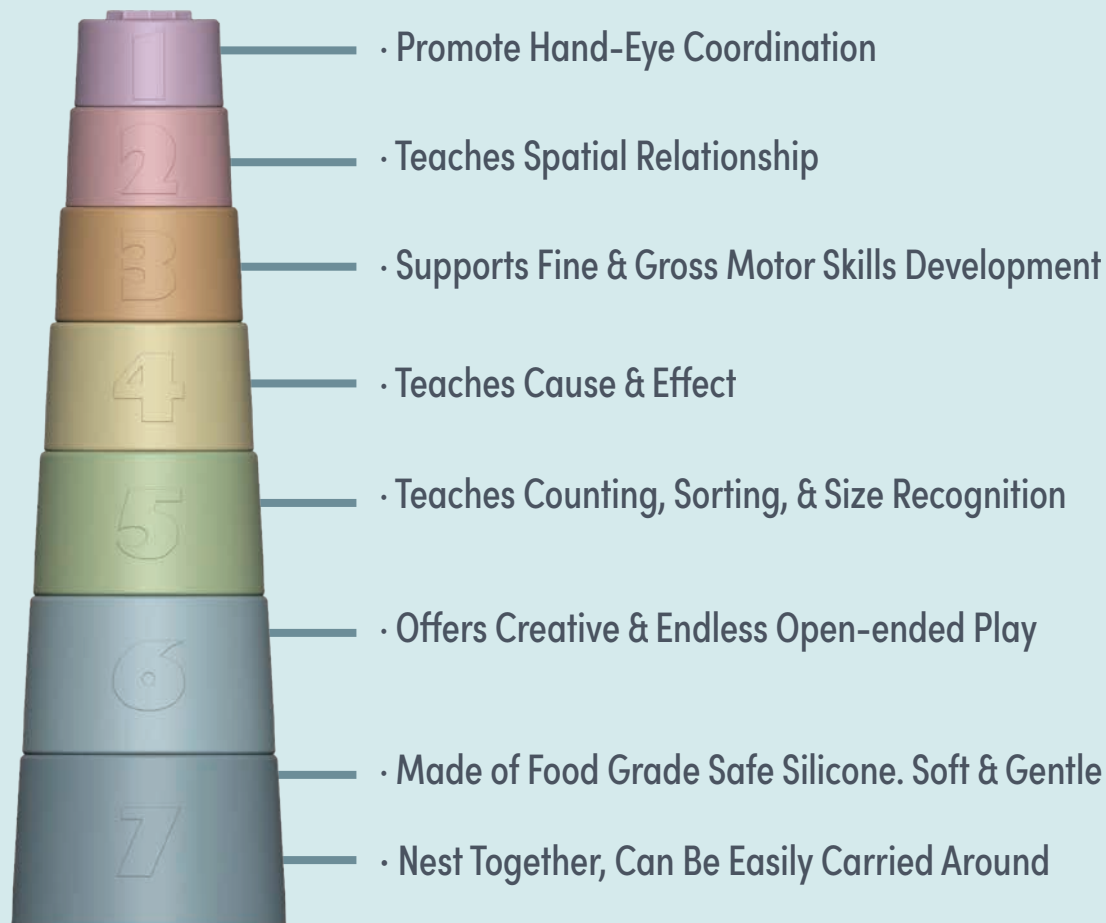 1
· Promote Hand-Eye Coordination
2
· Teaches Spatial Relationship
3
· Supports Fine & Gross Motor Skills Development
4
· Teaches Cause & Effect
5
· Teaches Counting, Sorting, & Size Recognition
6
· Offers Creative & Endless Open-ended Play
7
· Made of Food Grade Safe Silicone. Soft & Gentle
· Nest Together, Can Be Easily Carried Around